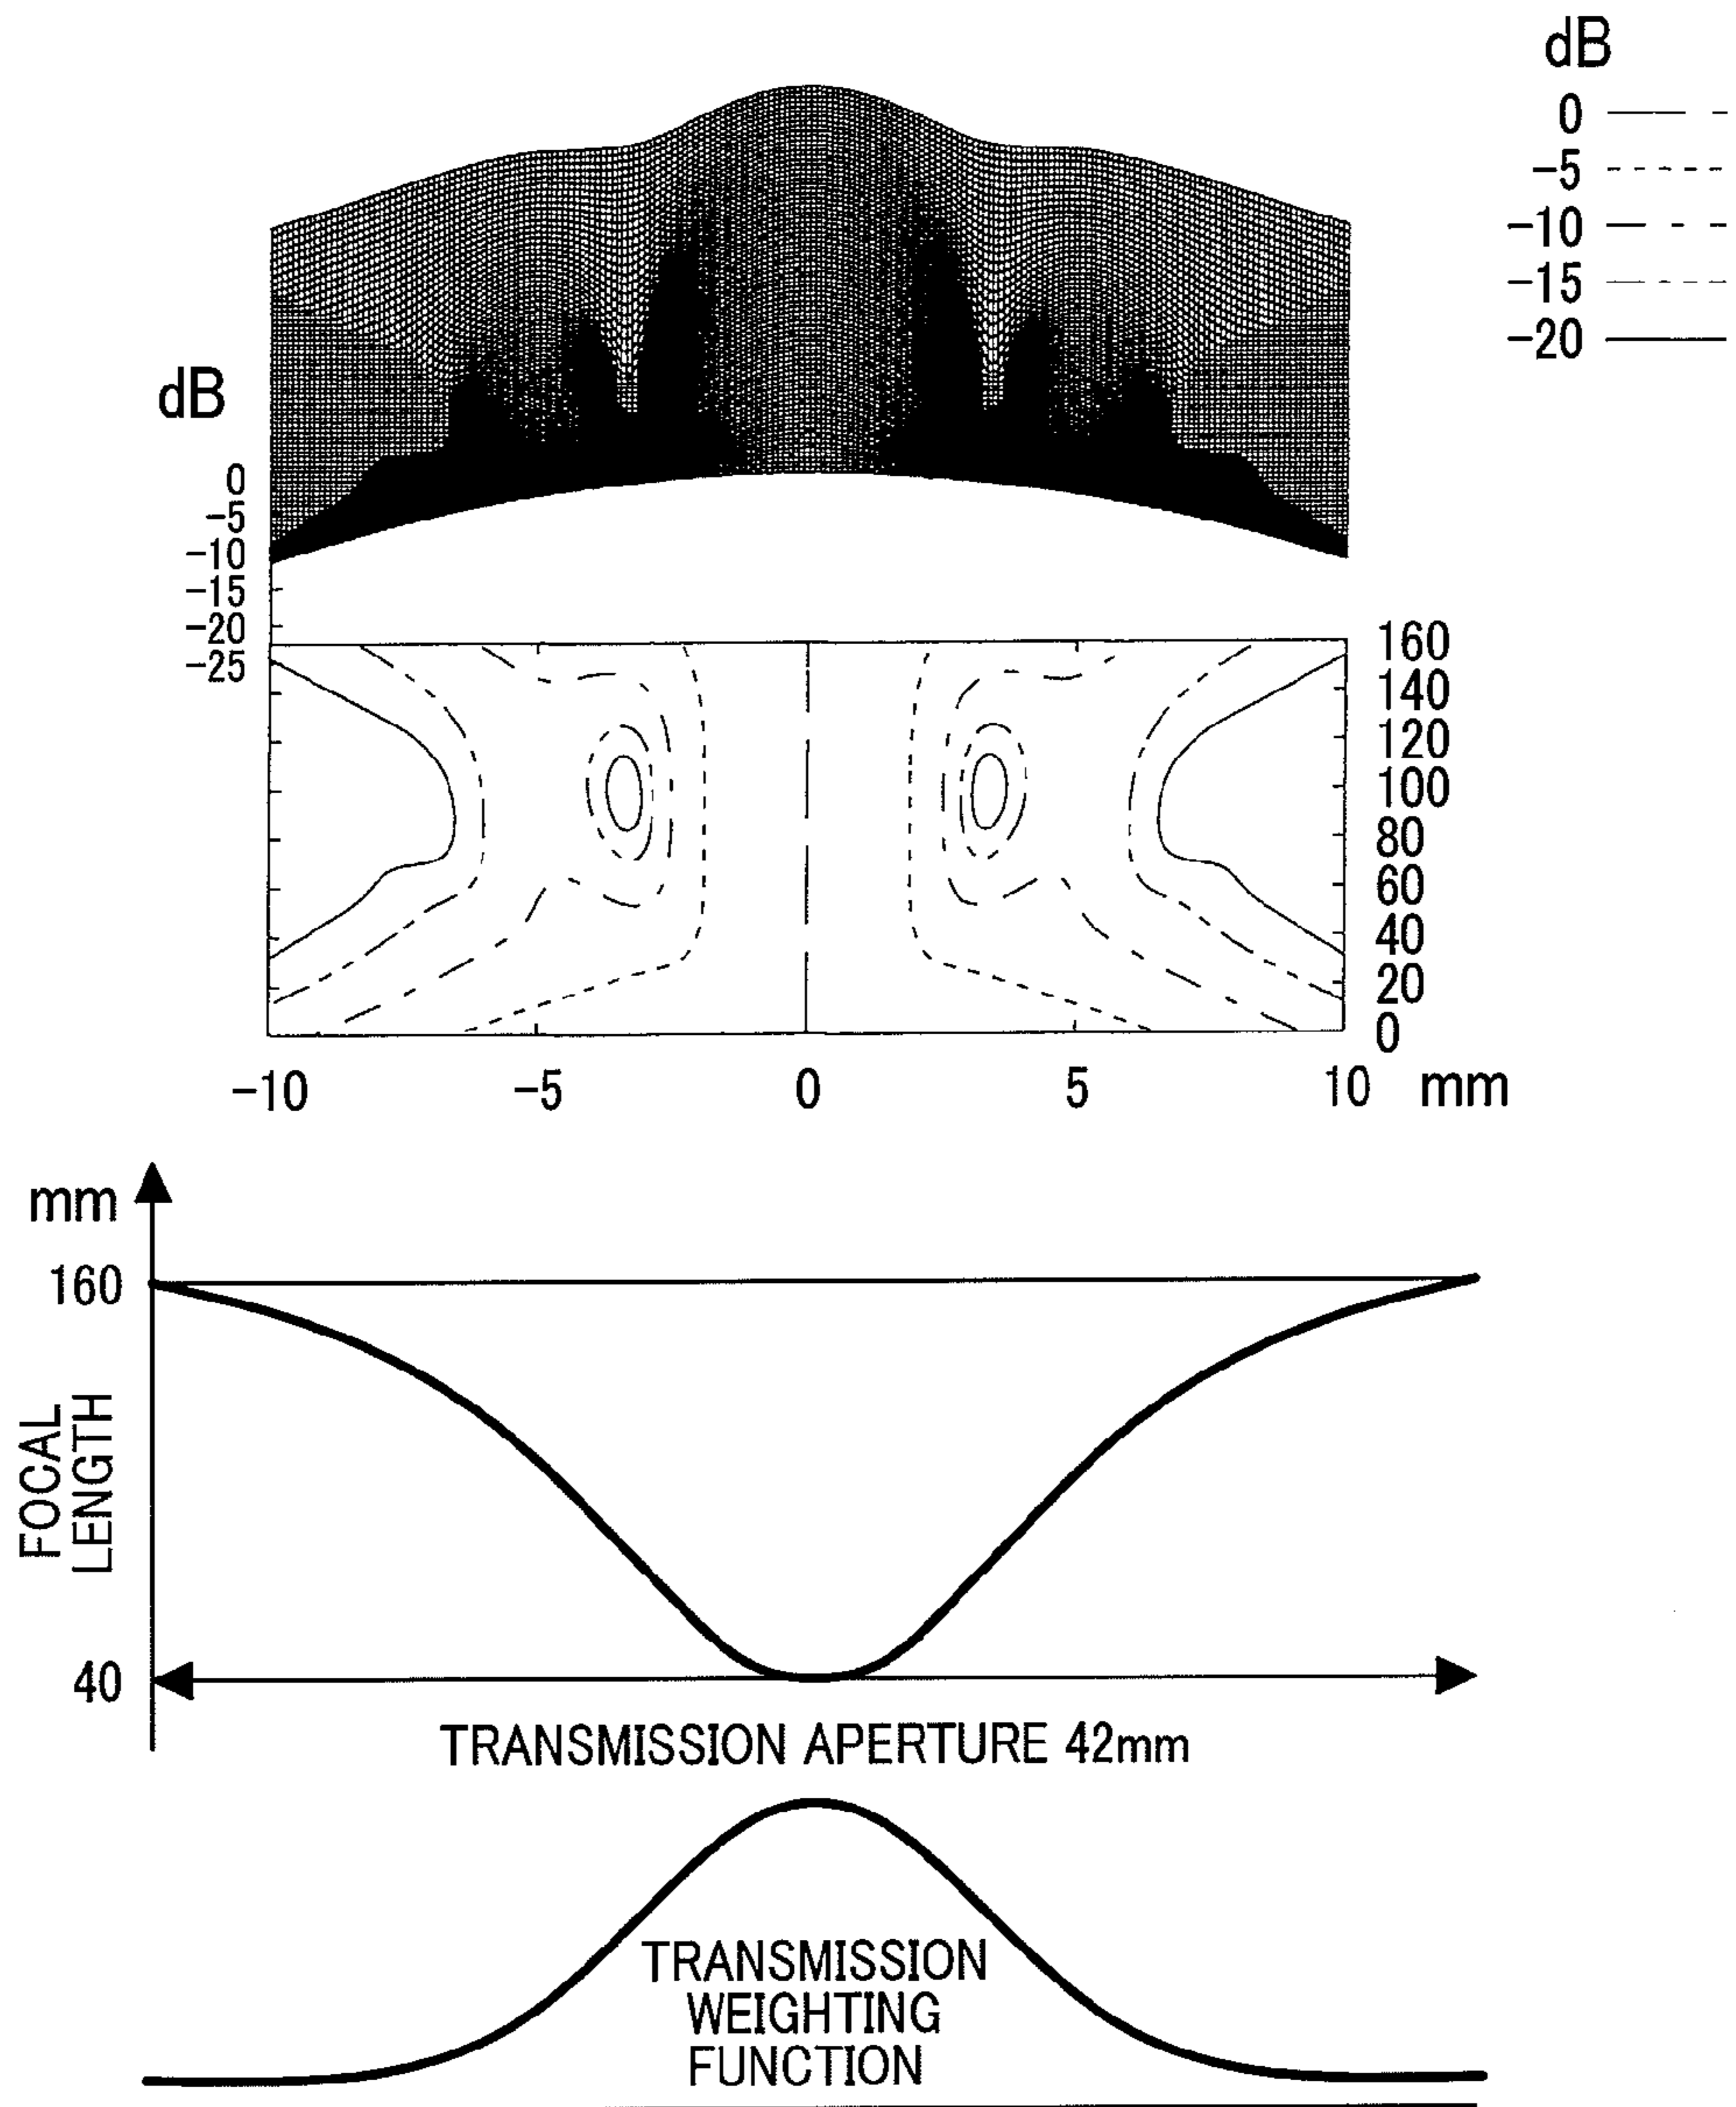 dB
0
-5
-10
-15
-20
dB
0
-5
-10
-15
-20
-25
160
140
120
100
80
60
40
20
0
-10 -5 0 5 10 mm
mm
160
FOCAL
LENGTH
40
TRANSMISSION APERTURE 42mm
TRANSMISSION
WEIGHTING
FUNCTION